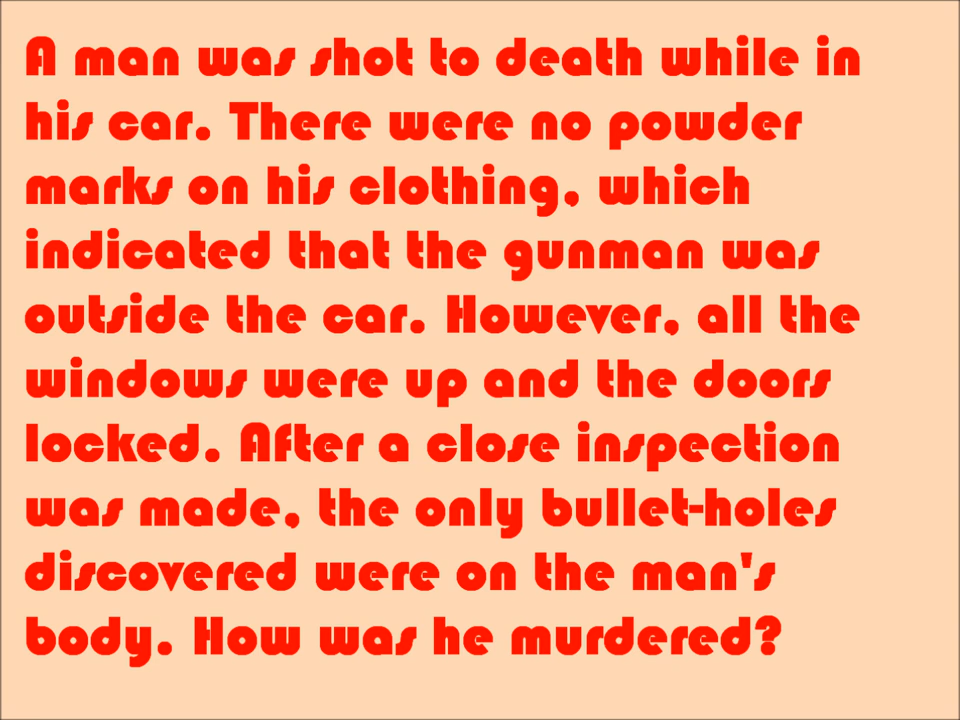 A man was shot to death while in
his car. There were no powder
marks on his clothing, which
indicated that the gunman was
outside the car. However, all the
windows were up and the doors
locked. After a close inspection
was made, the only bullet-holes
discovered were on the man's
body. How was he murdered?